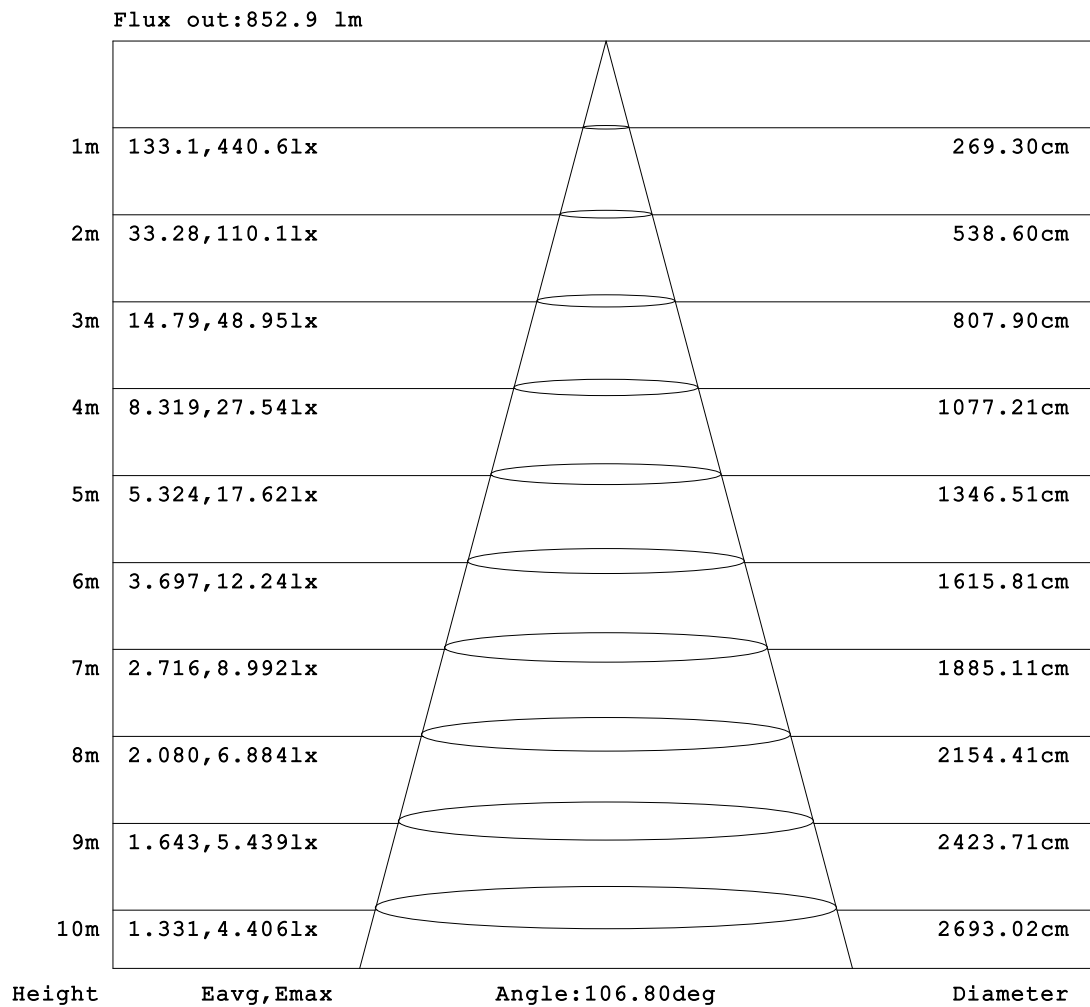 Flux out:852.9 lm
1m 133.1,440.6lx 269.30cm
2m 33.28,110.1lx 538.60cm
3m 14.79,48.95lx 807.90cm
4m 8.319,27.54lx 1077.21cm
5m 5.324,17.62lx 1346.51cm
6m 3.697,12.24lx 1615.81cm
7m 2.716,8.992lx 1885.11cm
8m 2.080,6.884lx 2154.41cm
9m 1.643,5.439lx 2423.71cm
10m 1.331,4.406lx 2693.02cm
Height Eavg,Emax Angle:106.80deg Diameter